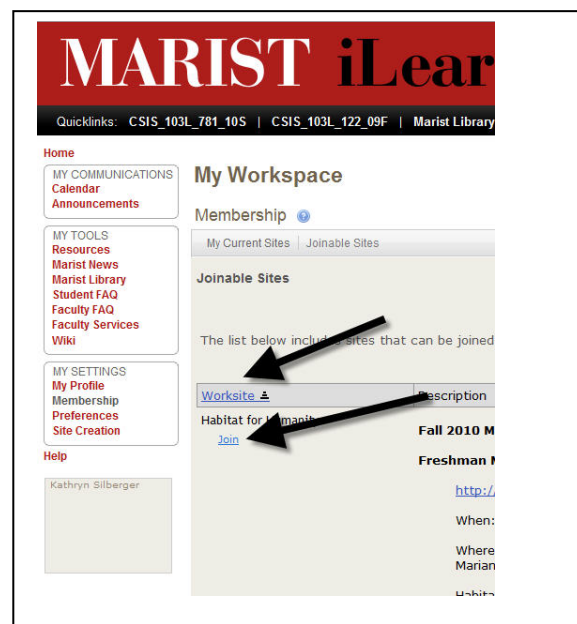 MARIST iLear
Quicklinks: CSIS_103L_781_10S | CSIS_103L_122_09F | Marist Library
Home
MY COMMUNICATIONS
Calendar
Announcements
MY TOOLS
Resources
Marist News
Marist Library
Student FAQ
Faculty FAQ
Faculty Services
Wiki
MY SETTINGS
My Profile
Membership
Preferences
Site Creation
Help
Kathryn Silberger
My Workspace
Membership
My Current Sites | Joinable Sites
Joinable Sites
The list below includes sites that can be joined
Worksite Description
Habitat for Humanity
Join
Fall 2010 M
Freshman
http://
When:
Where
Marian
Habita